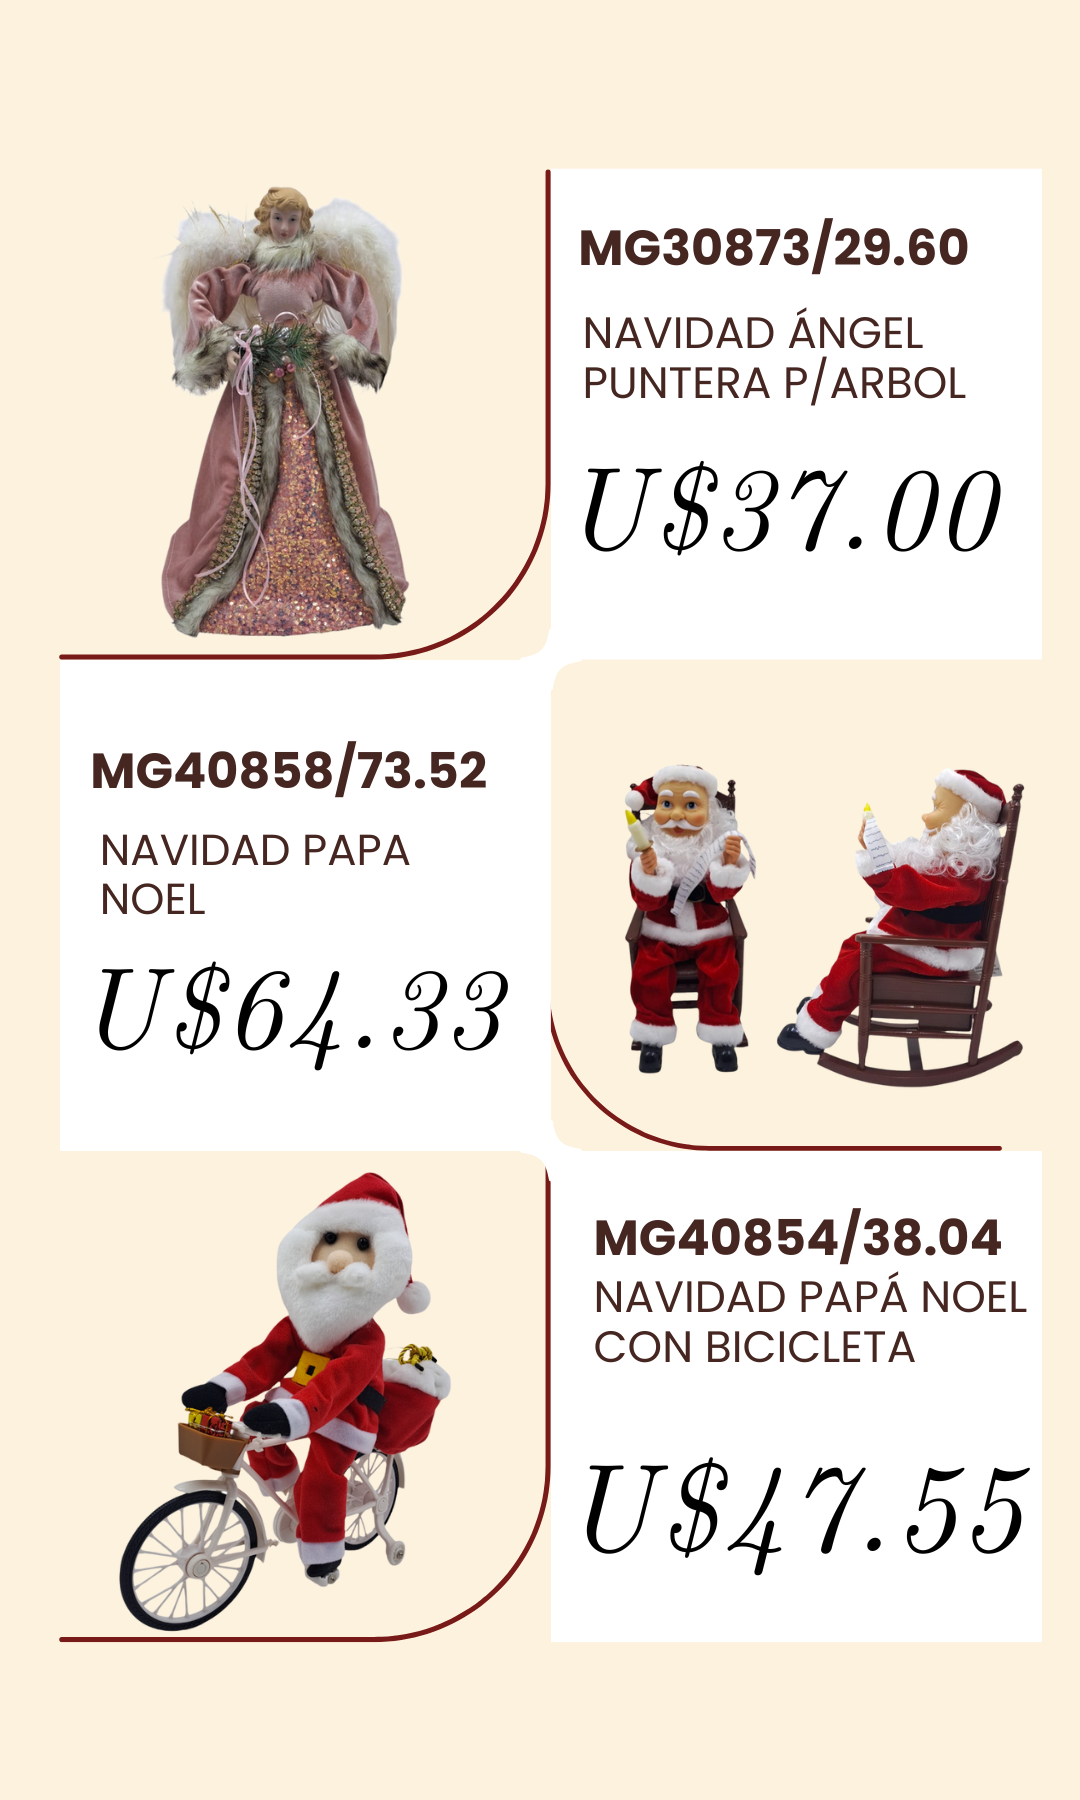 MG30873/29.60
NAVIDAD ÁNGEL
PUNTERA P/ARBOL
U$37.00
MG40858/73.52
NAVIDAD PAPA
NOEL
U$64.33
MG40854/38.04
NAVIDAD PAPÁ NOEL
CON BICICLETA
U$47.55